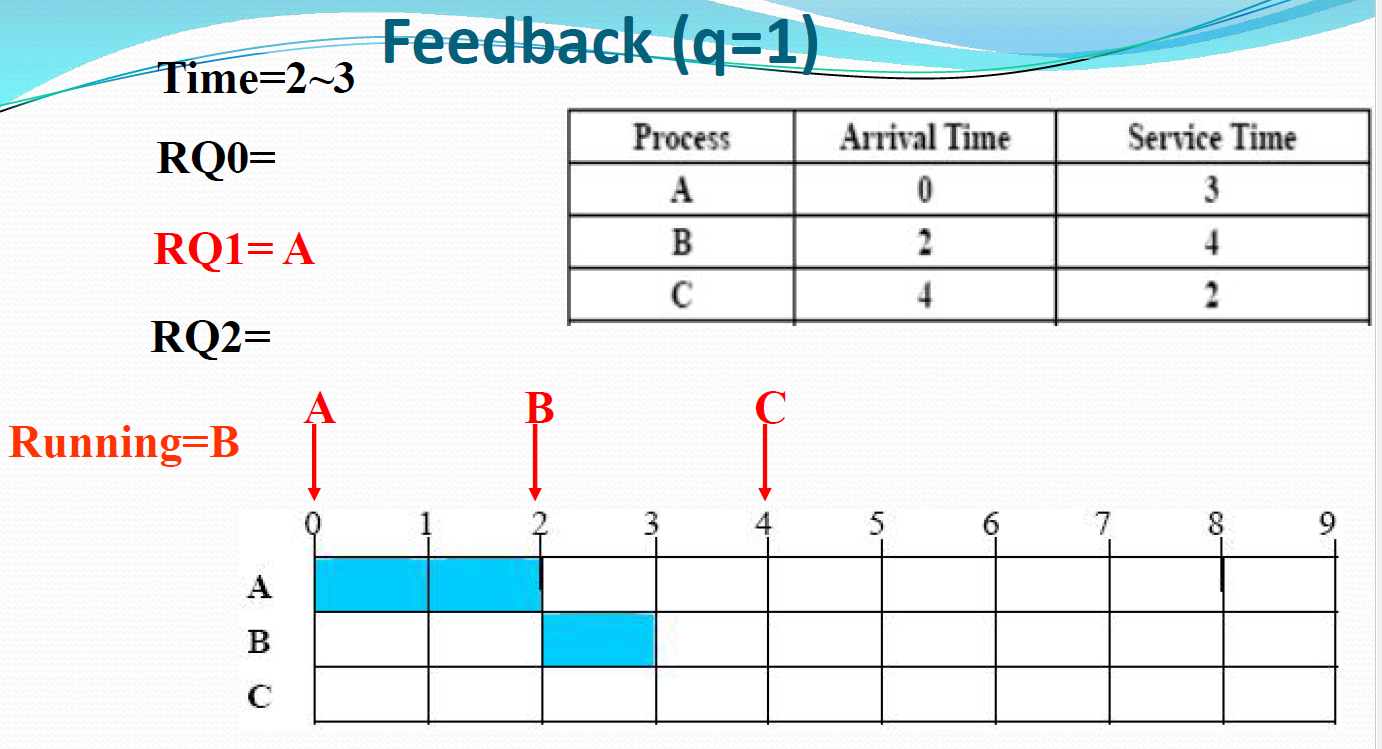 Feedback (q=1)
Time=2~3
RQ0=
RQ1= A
RQ2=
Running=B
Process Arrival Time Service Time
A 0 3
B 2 4
C 4 2
A B C
0 1 2 3 4 5 6 7 8 9
A
B
C